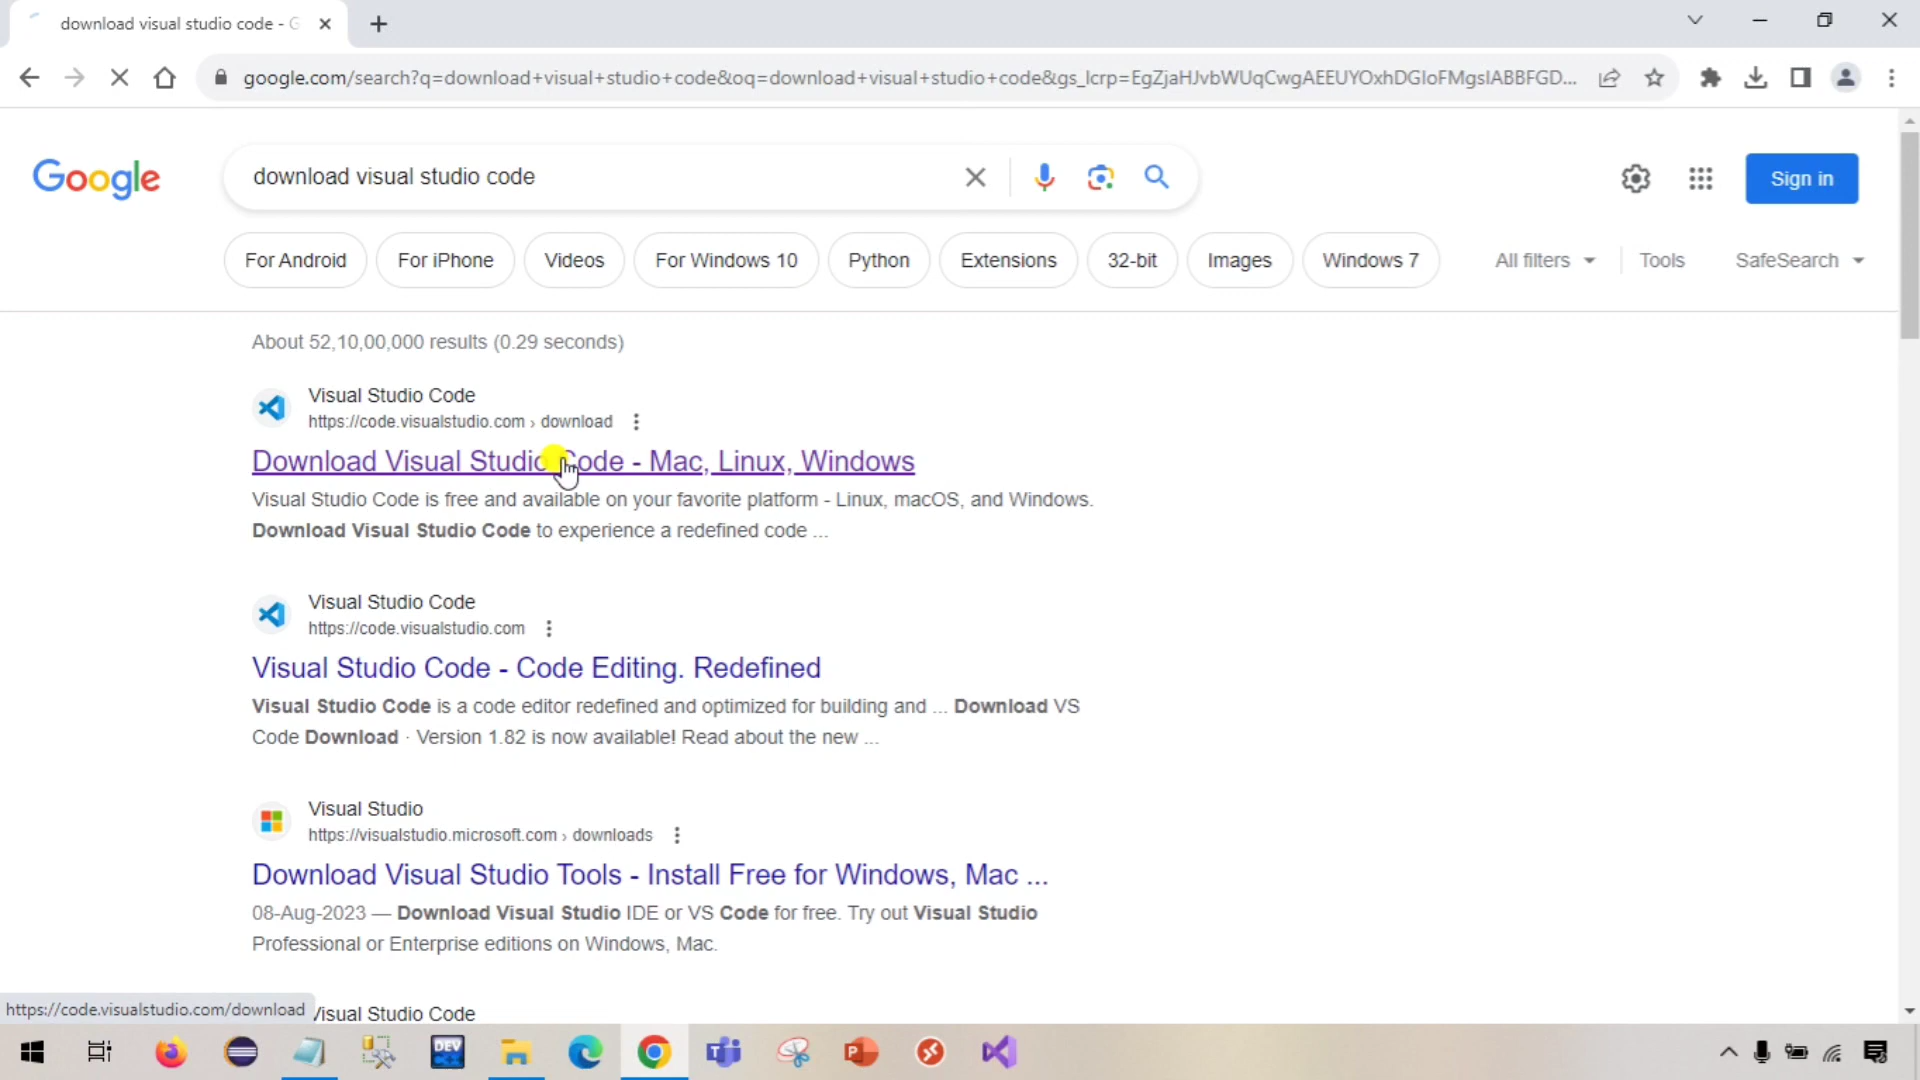 download visual studio code - G
google.com/search?q=download+visual+studio+code&oq=download+visual+studio+code&gs_lcrp=EgZjaHJvbWUqCwgAEEUYOxhDGIoFMgsIABBFGD...
Google
download visual studio code
Sign in
For Android
For iPhone
Videos
For Windows 10
Python
Extensions
32-bit
Images
Windows 7
All filters
Tools
SafeSearch
About 52,10,00,000 results (0.29 seconds)
Visual Studio Code
https://code.visualstudio.com › download
Download Visual Studio Code - Mac, Linux, Windows
Visual Studio Code is free and available on your favorite platform - Linux, macOS, and Windows.
Download Visual Studio Code to experience a redefined code ...
Visual Studio Code
https://code.visualstudio.com
Visual Studio Code - Code Editing. Redefined
Visual Studio Code is a code editor redefined and optimized for building and ... Download VS
Code Download · Version 1.82 is now available! Read about the new ...
Visual Studio
https://visualstudio.microsoft.com › downloads
Download Visual Studio Tools - Install Free for Windows, Mac ...
08-Aug-2023 — Download Visual Studio IDE or VS Code for free. Try out Visual Studio
Professional or Enterprise editions on Windows, Mac.
https://code.visualstudio.com/download
Visual Studio Code
DEV